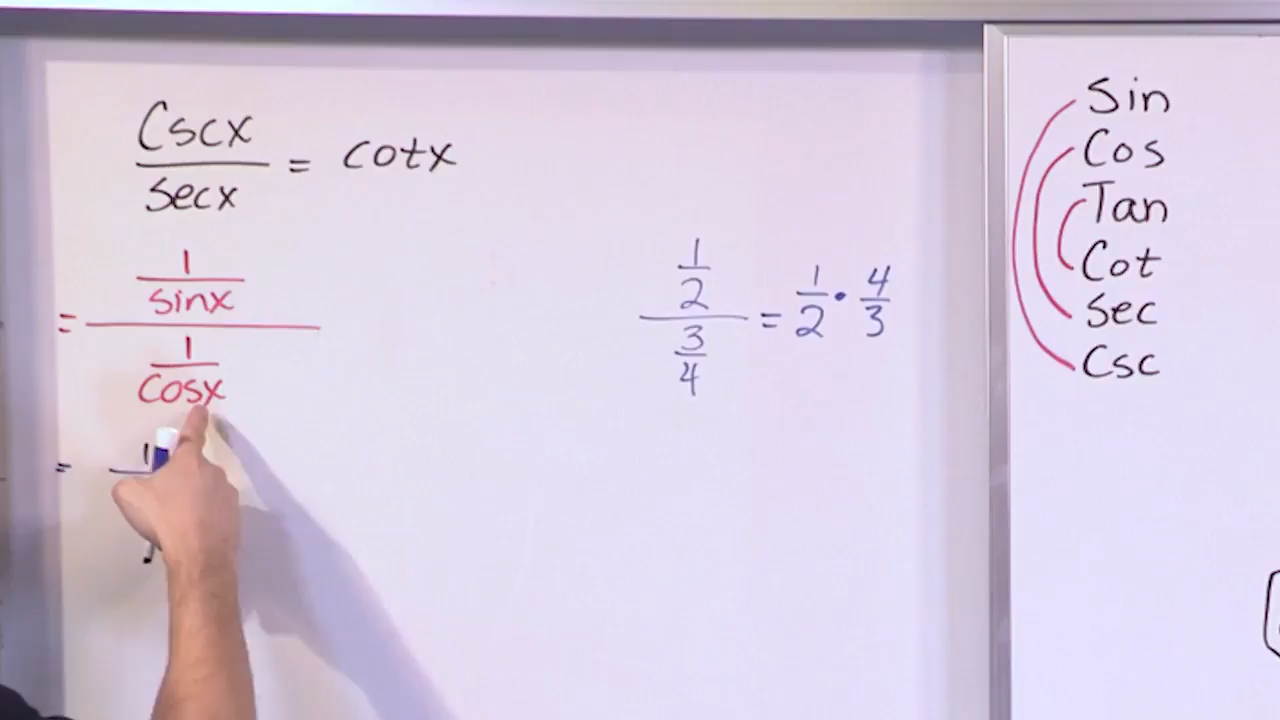 Cscx
secx
= cotx
1
sinx
=
1
cosx
= 1
1
2
3
4
= 1/2 • 4/3
Sin
Cos
Tan
Cot
Sec
Csc